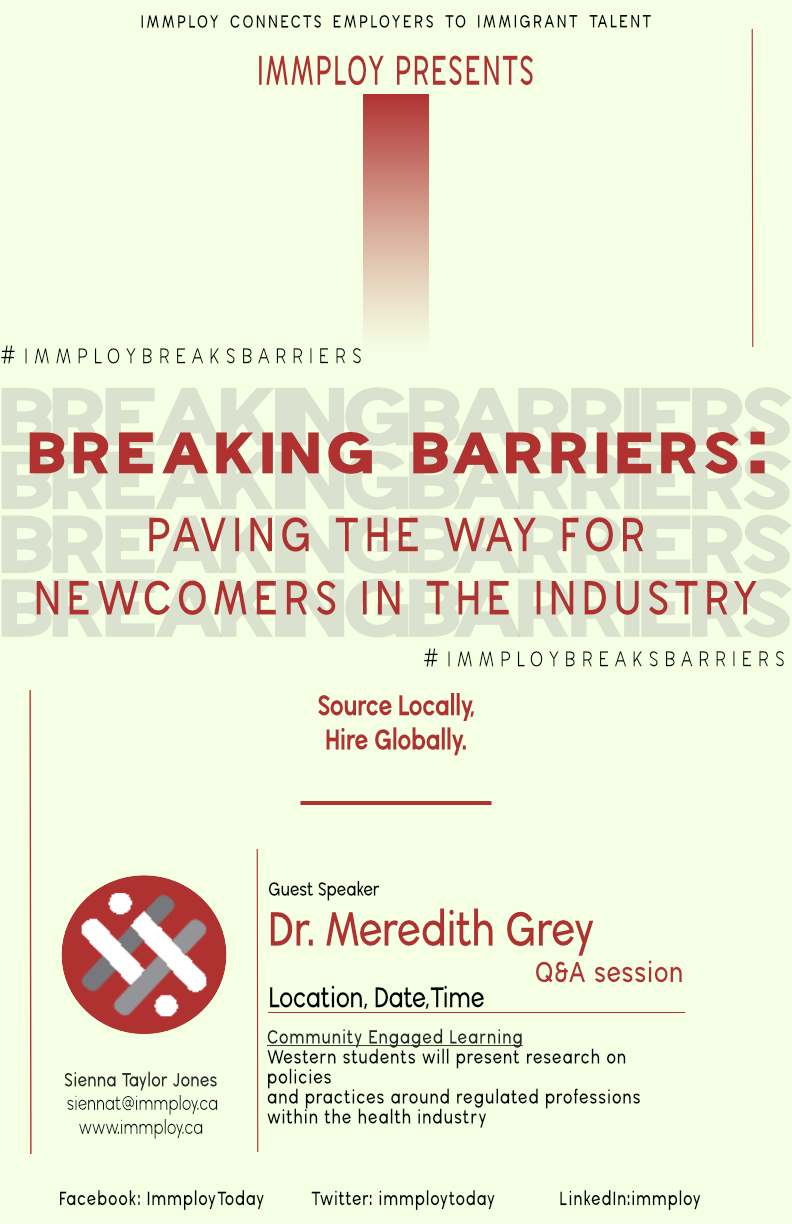 IMMPLOY CONNECTS EMPLOYERS TO IMMIGRANT TALENT
IMMPLOY PRESENTS
#IMMPLOYBREAKSBARRIERS
BREAKINGBARRIERS
BREAKING BARRIERS:
BREAKINGBARRIERS
PAVING THE WAY FOR
BREAKINGBARRIERS
NEWCOMERS IN THE INDUSTRY
BREAKINGBARRIERS
#IMMPLOYBREAKSBARRIERS
Source Locally,
Hire Globally.
Guest Speaker
Dr. Meredith Grey
Q&A session
Location, Date,Time
Community Engaged Learning
Western students will present research on
policies
and practices around regulated professions
within the health industry
Sienna Taylor Jones
siennat@immploy.ca
www.immploy.ca
Facebook: ImmployToday
Twitter: immploytoday
LinkedIn:immploy